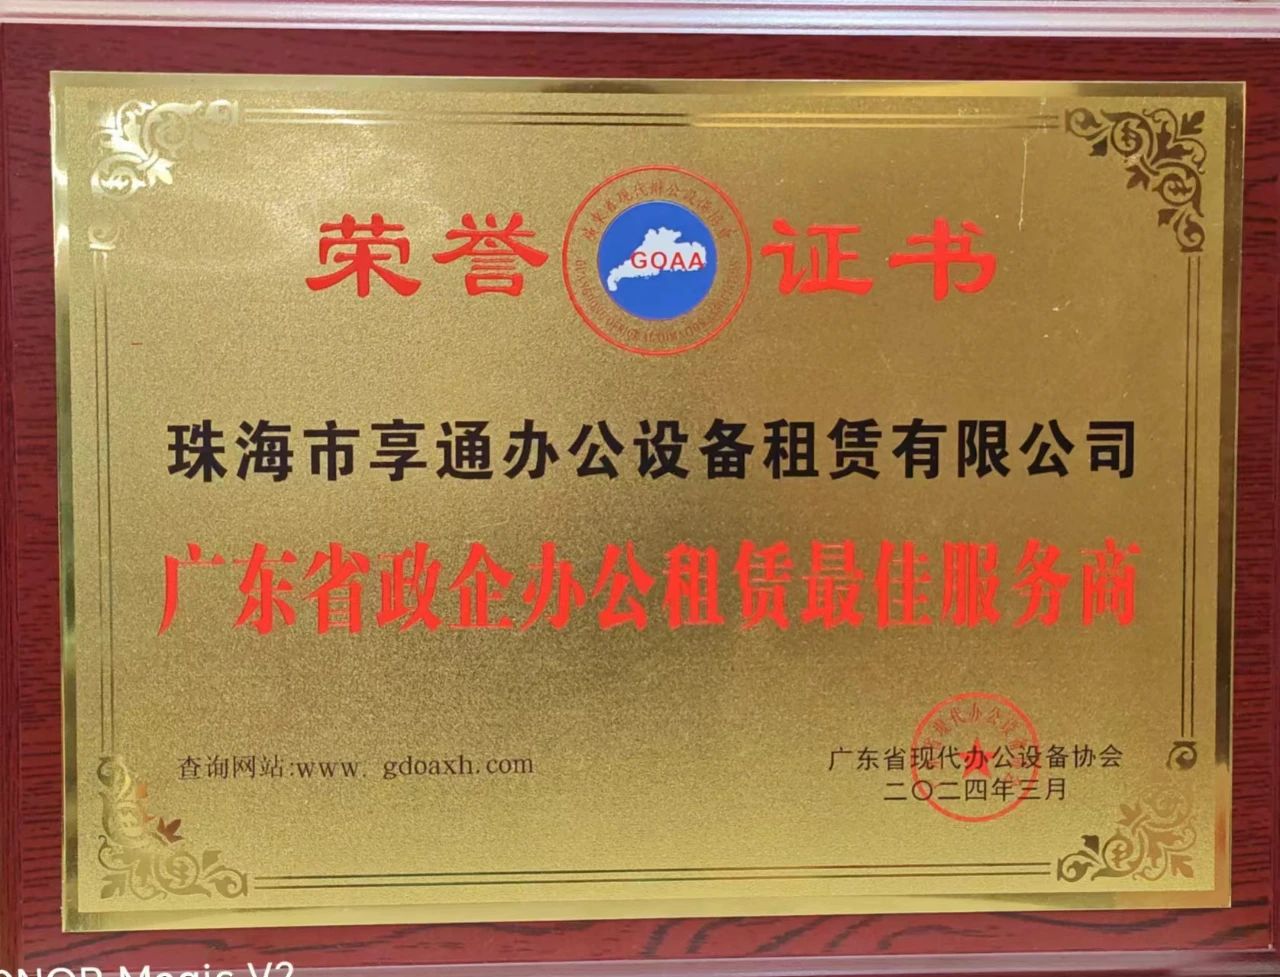 荣誉证书
GOAA
珠海市享通办公设备租赁有限公司
广东省政企办公租赁最佳服务商
查询网站:www. gdoaxh.com
广东省现代办公设备协会
二〇二四年三月
Magic V2